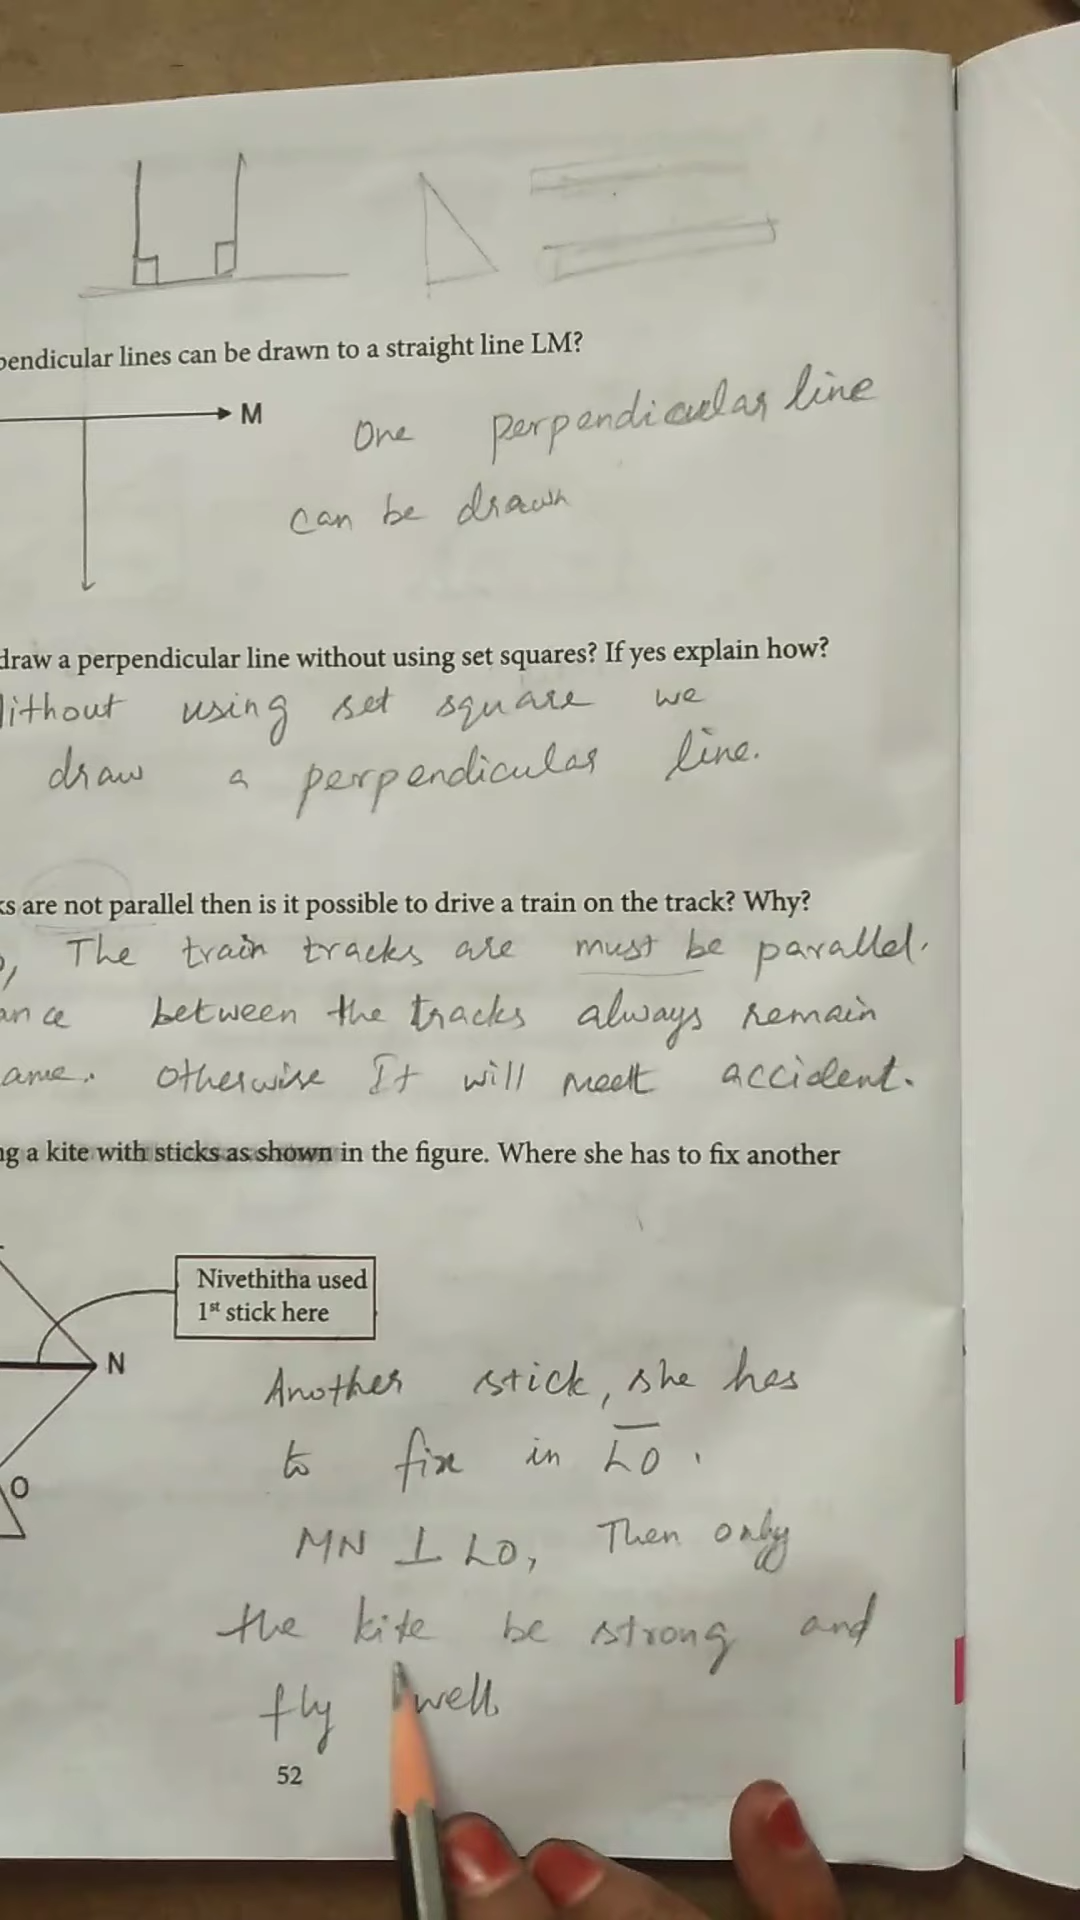 pendicular lines can be drawn to a straight line LM?
M
One perpendicular line
can be drawn
draw a perpendicular line without using set squares? If yes explain how?
ithout using set square we
draw a perpendicular line.
ks are not parallel then is it possible to drive a train on the track? Why?
The train tracks are must be parallel.
ance between the tracks always remain
ame. otherwise It will meet accident.
ng a kite with sticks as shown in the figure. Where she has to fix another
Nivethitha used
1st stick here
N
Another stick, she has
to fix in LO.
O
MN ⊥ LO, Then only
the kite be strong and
fly well
52